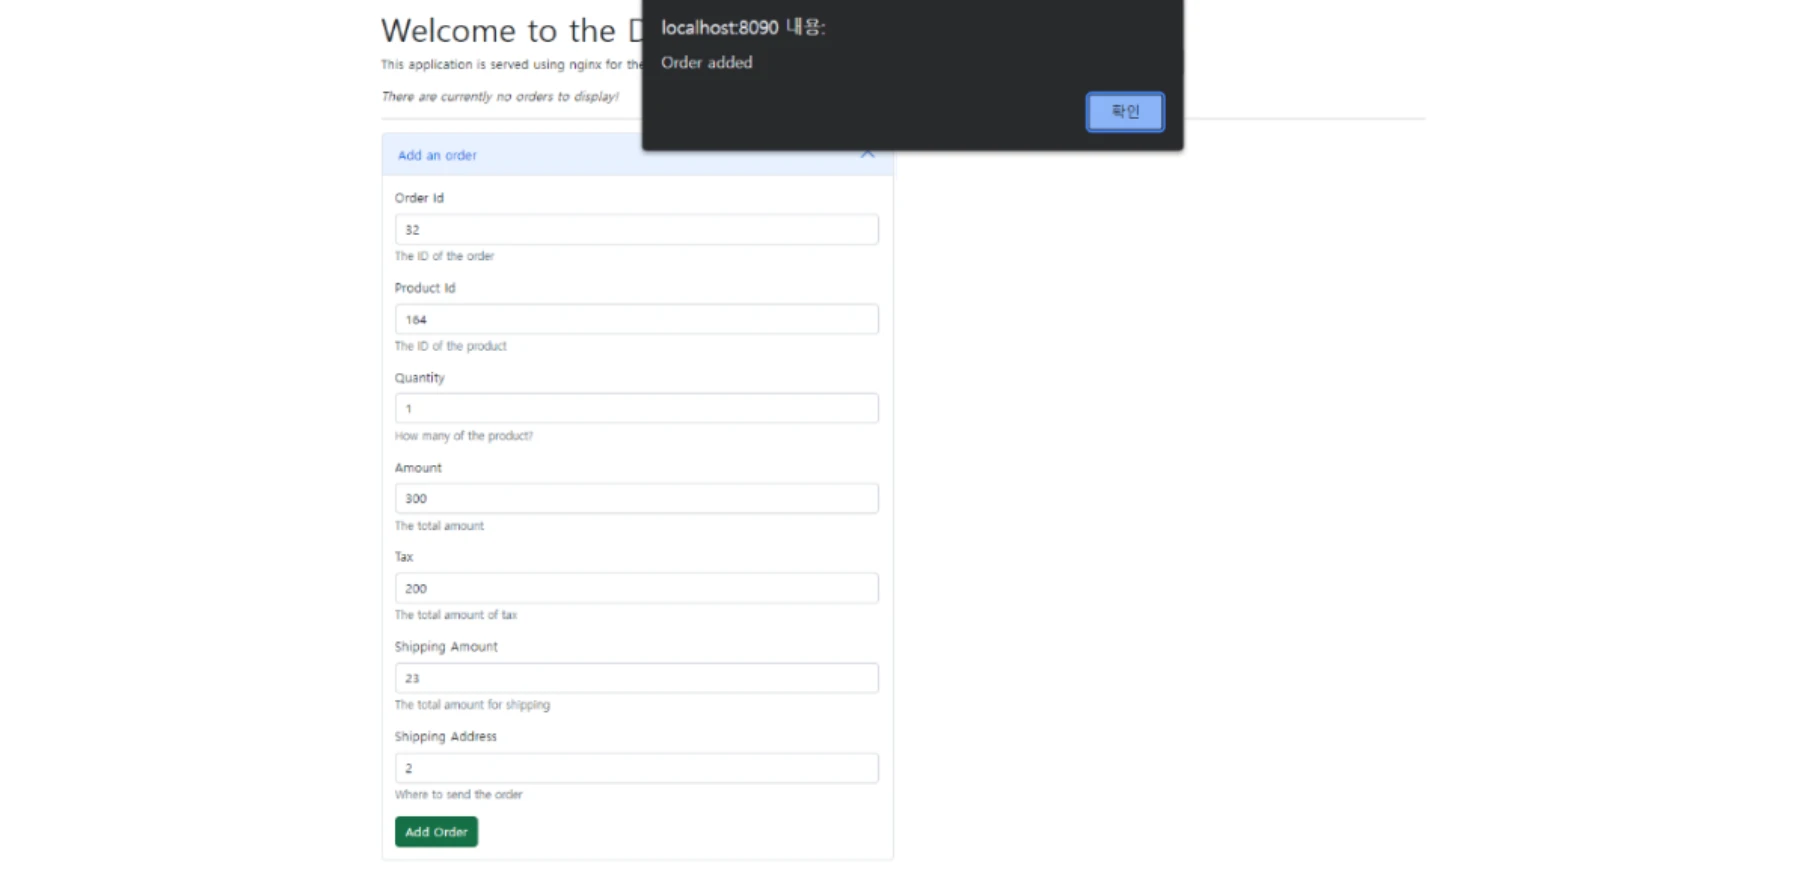 Welcome to the D
This application is served using nginx for the
There are currently no orders to display!
localhost:8090 내용:
Order added
확인
Add an order
Order Id
32
The ID of the order
Product Id
164
The ID of the product
Quantity
1
How many of the product?
Amount
300
The total amount
Tax
200
The total amount of tax
Shipping Amount
23
The total amount for shipping
Shipping Address
2
Where to send the order
Add Order